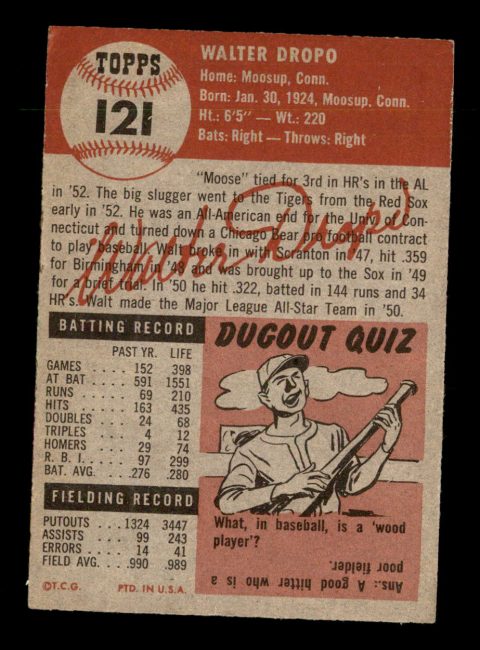 TOPPS
121
WALTER DROPO
Home: Moosup, Conn.
Born: Jan. 30, 1924, Moosup, Conn.
Ht.: 6'5" — Wt.: 220
Bats: Right — Throws: Right
"Moose" tied for 3rd in HR's in the AL
in '52. The big slugger went to the Tigers from the Red Sox
early in '52. He was an All-American end for the Univ. of Con-
necticut and turned down a Chicago Bear pro football contract
to play baseball. Walt broke in with Scranton in '47, hit .359
for Birmingham in '48 and was brought up to the Sox in '49
for a brief trial. In '50 he hit .322, batted in 144 runs and 34
HR's. Walt made the Major League All-Star Team in '50.
Walter Dropo
BATTING RECORD
PAST YR. LIFE
GAMES .... 152 398
AT BAT .... 591 1551
RUNS .... 69 210
HITS .... 163 435
DOUBLES ... 24 68
TRIPLES ... 4 12
HOMERS ... 29 74
R. B. I. .... 97 299
BAT. AVG. .. .276 .280
FIELDING RECORD
PUTOUTS .. 1324 3447
ASSISTS ... 99 243
ERRORS ... 14 41
FIELD AVG. .. .990 .989
©T.C.G. PTD. IN U.S.A.
DUGOUT QUIZ
What, in baseball, is a 'wood
player'?
Ans.: A good hitter who is a
poor fielder.